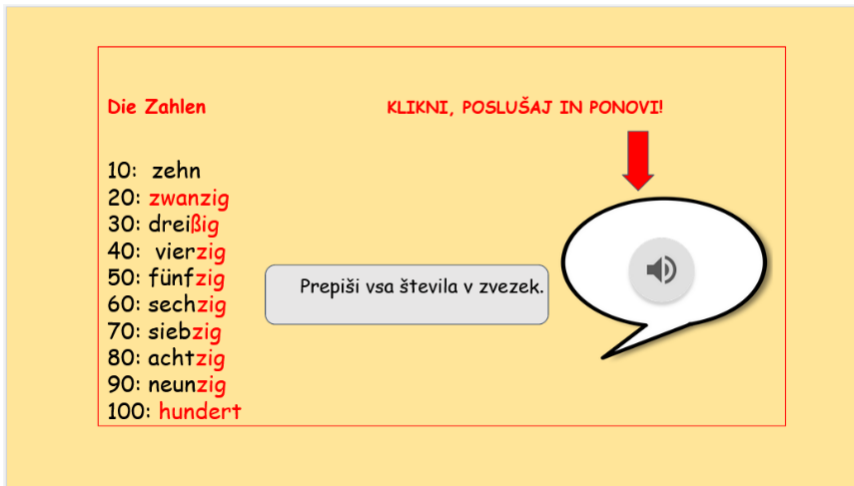 Die Zahlen
KLIKNI, POSLUŠAJ IN PONOVI!
10: zehn
20: zwanzig
30: dreißig
40: vierzig
50: fünfzig
60: sechzig
70: siebzig
80: achtzig
90: neunzig
100: hundert
Prepiši vsa števila v zvezek.